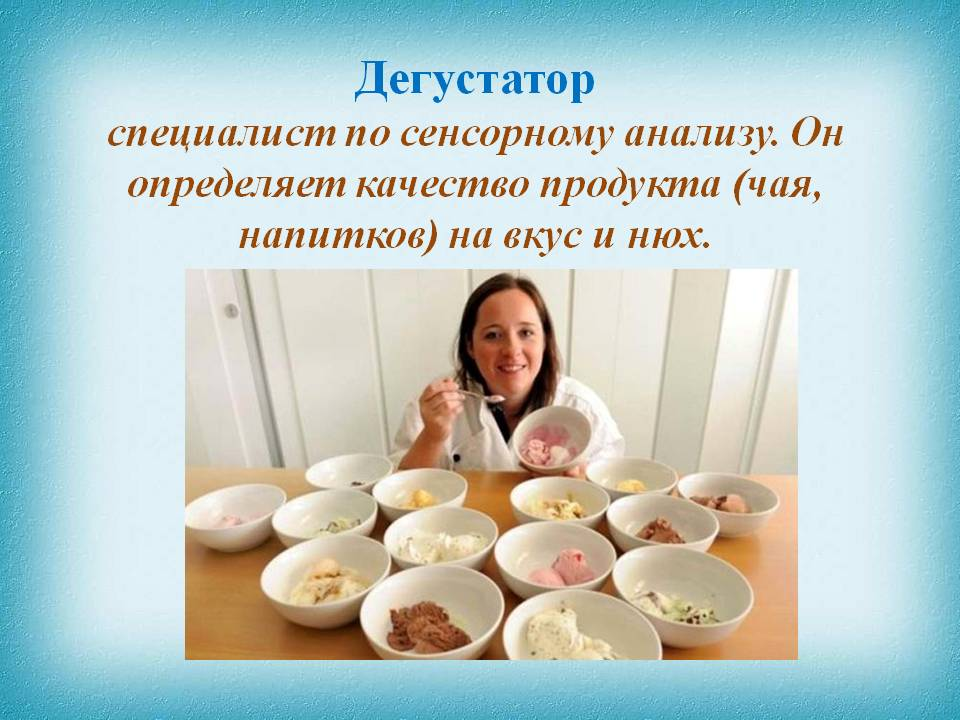 Дегустатор
специалист по сенсорному анализу. Он
определяет качество продукта (чая,
напитков) на вкус и нюх.